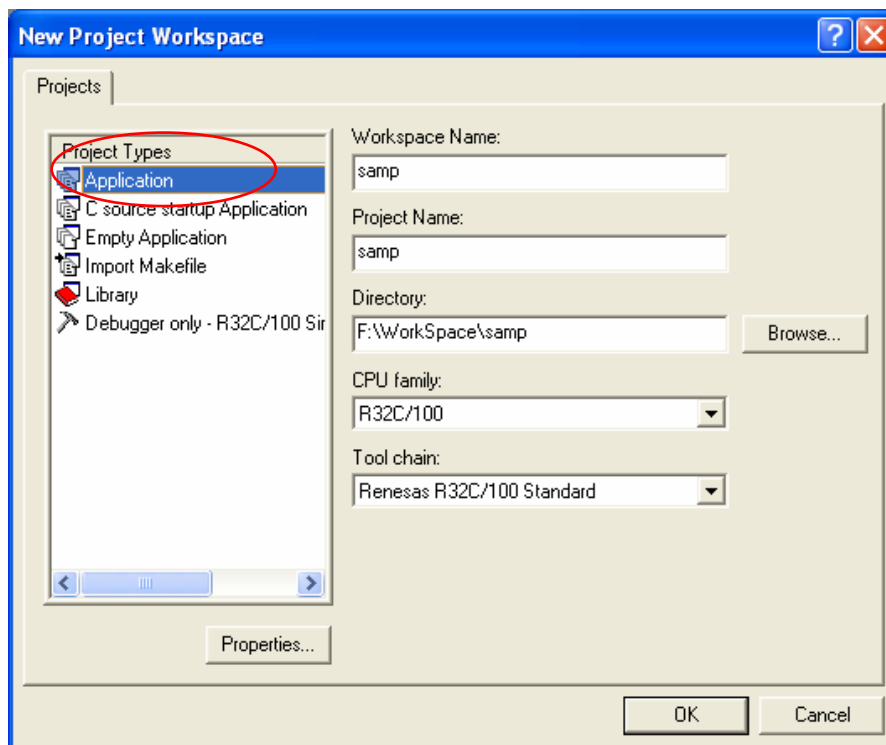 New Project Workspace
Projects
Project Types
Application
C source startup Application
Empty Application
Import Makefile
Library
Debugger only - R32C/100 Sir
Properties...
Workspace Name:
samp
Project Name:
samp
Directory:
F:\WorkSpace\samp
Browse...
CPU family:
R32C/100
Tool chain:
Renesas R32C/100 Standard
OK
Cancel